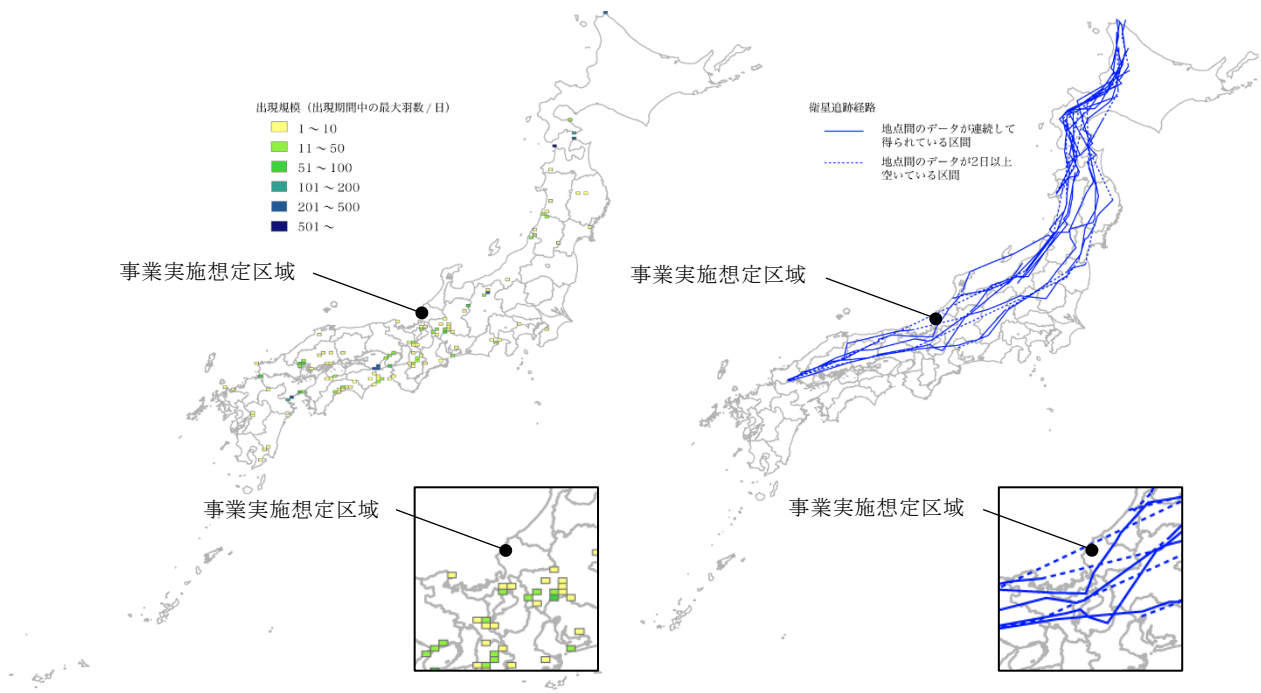 出現規模（出現期間中の最大羽数 / 日）
1～10
11～50
51～100
101～200
201～500
501～
事業実施想定区域
事業実施想定区域
衛星追跡経路
地点間のデータが連続して
得られている区間
地点間のデータが2日以上
空いている区間
事業実施想定区域
事業実施想定区域